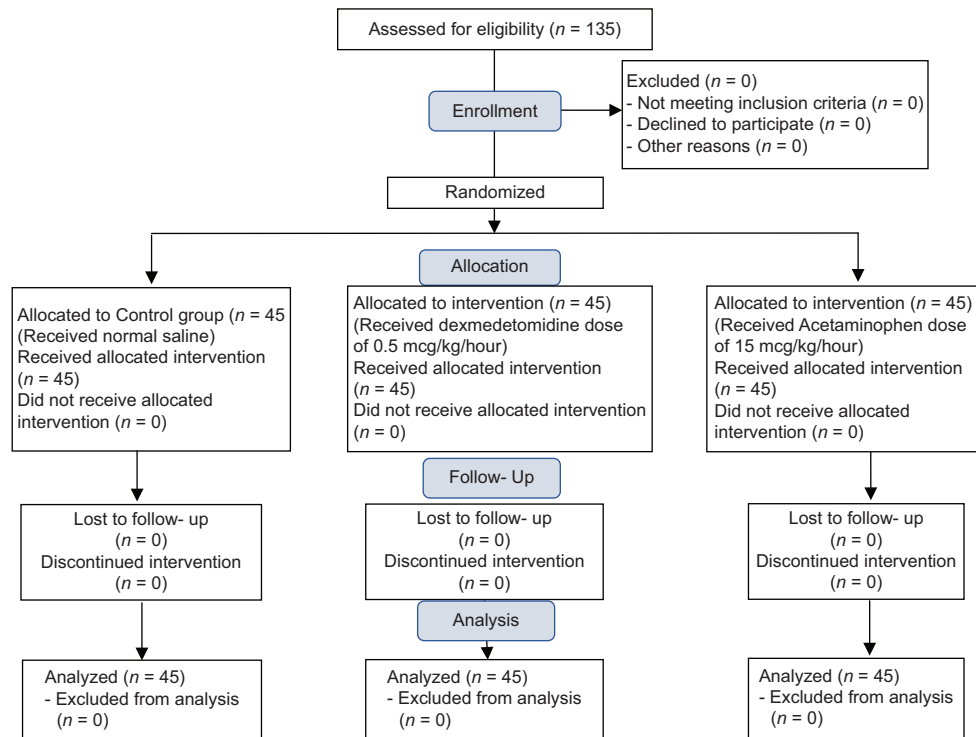 Assessed for eligibility (n = 135)
Enrollment
Excluded (n = 0)
- Not meeting inclusion criteria (n = 0)
- Declined to participate (n = 0)
- Other reasons (n = 0)
Randomized
Allocation
Allocated to Control group (n = 45
(Received normal saline)
Received allocated intervention
(n = 45)
Did not receive allocated
intervention (n = 0)
Allocated to intervention (n = 45)
(Received dexmedetomidine dose
of 0.5 mcg/kg/hour)
Received allocated intervention
(n = 45)
Did not receive allocated intervention
(n = 0)
Allocated to intervention (n = 45)
(Received Acetaminophen dose
of 15 mcg/kg/hour)
Received allocated intervention
(n = 45)
Did not receive allocated
intervention (n = 0)
Follow- Up
Lost to follow- up
(n = 0)
Discontinued intervention
(n = 0)
Lost to follow- up
(n = 0)
Discontinued intervention
(n = 0)
Lost to follow- up
(n = 0)
Discontinued intervention
(n = 0)
Analysis
Analyzed (n = 45)
- Excluded from analysis
(n = 0)
Analyzed (n = 45)
- Excluded from analysis
(n = 0)
Analyzed (n = 45)
- Excluded from analysis
(n = 0)